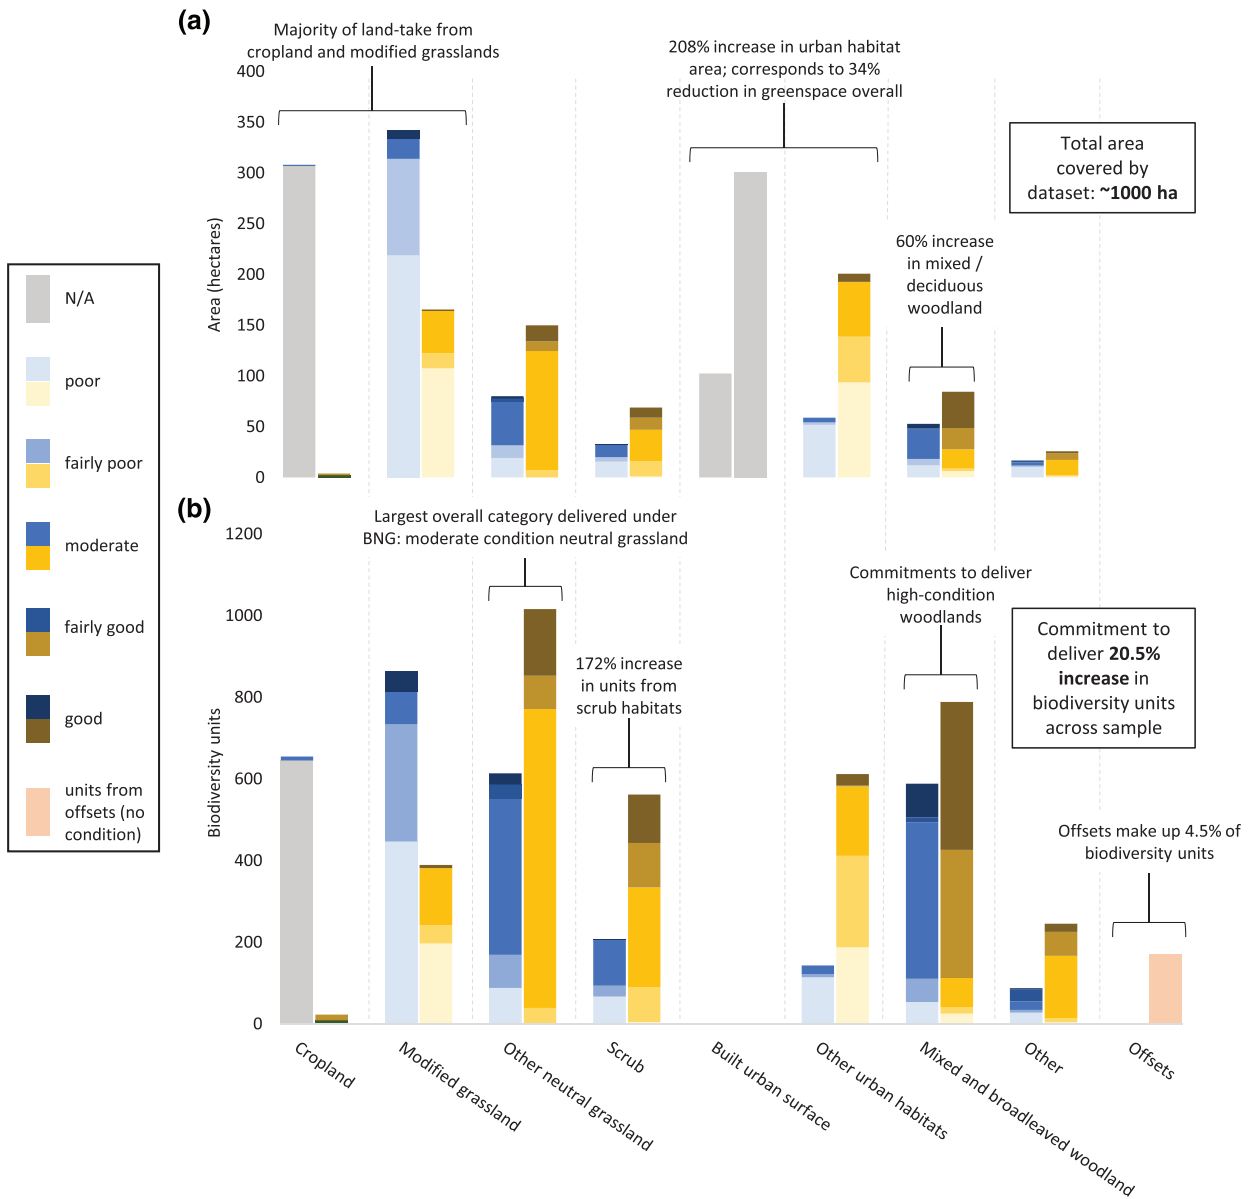 (a)
Majority of land-take from
cropland and modified grasslands
208% increase in urban habitat
area; corresponds to 34%
reduction in greenspace overall
400
350
300
250
200
150
100
50
0
Area (hectares)
Total area
covered by
dataset: ~1000 ha
60% increase
in mixed /
deciduous
woodland
N/A
poor
fairly poor
moderate
fairly good
good
units from
offsets (no
condition)
(b)
Largest overall category delivered under
BNG: moderate condition neutral grassland
1200
1000
800
600
400
200
0
Biodiversity units
172% increase
in units from
scrub habitats
Commitments to deliver
high-condition
woodlands
Commitment to
deliver 20.5%
increase in
biodiversity units
across sample
Offsets make up 4.5% of
biodiversity units
Cropland
Modified grassland
Other neutral grassland
Scrub
Built urban surface
Other urban habitats
Mixed and broadleaved woodland
Other
Offsets